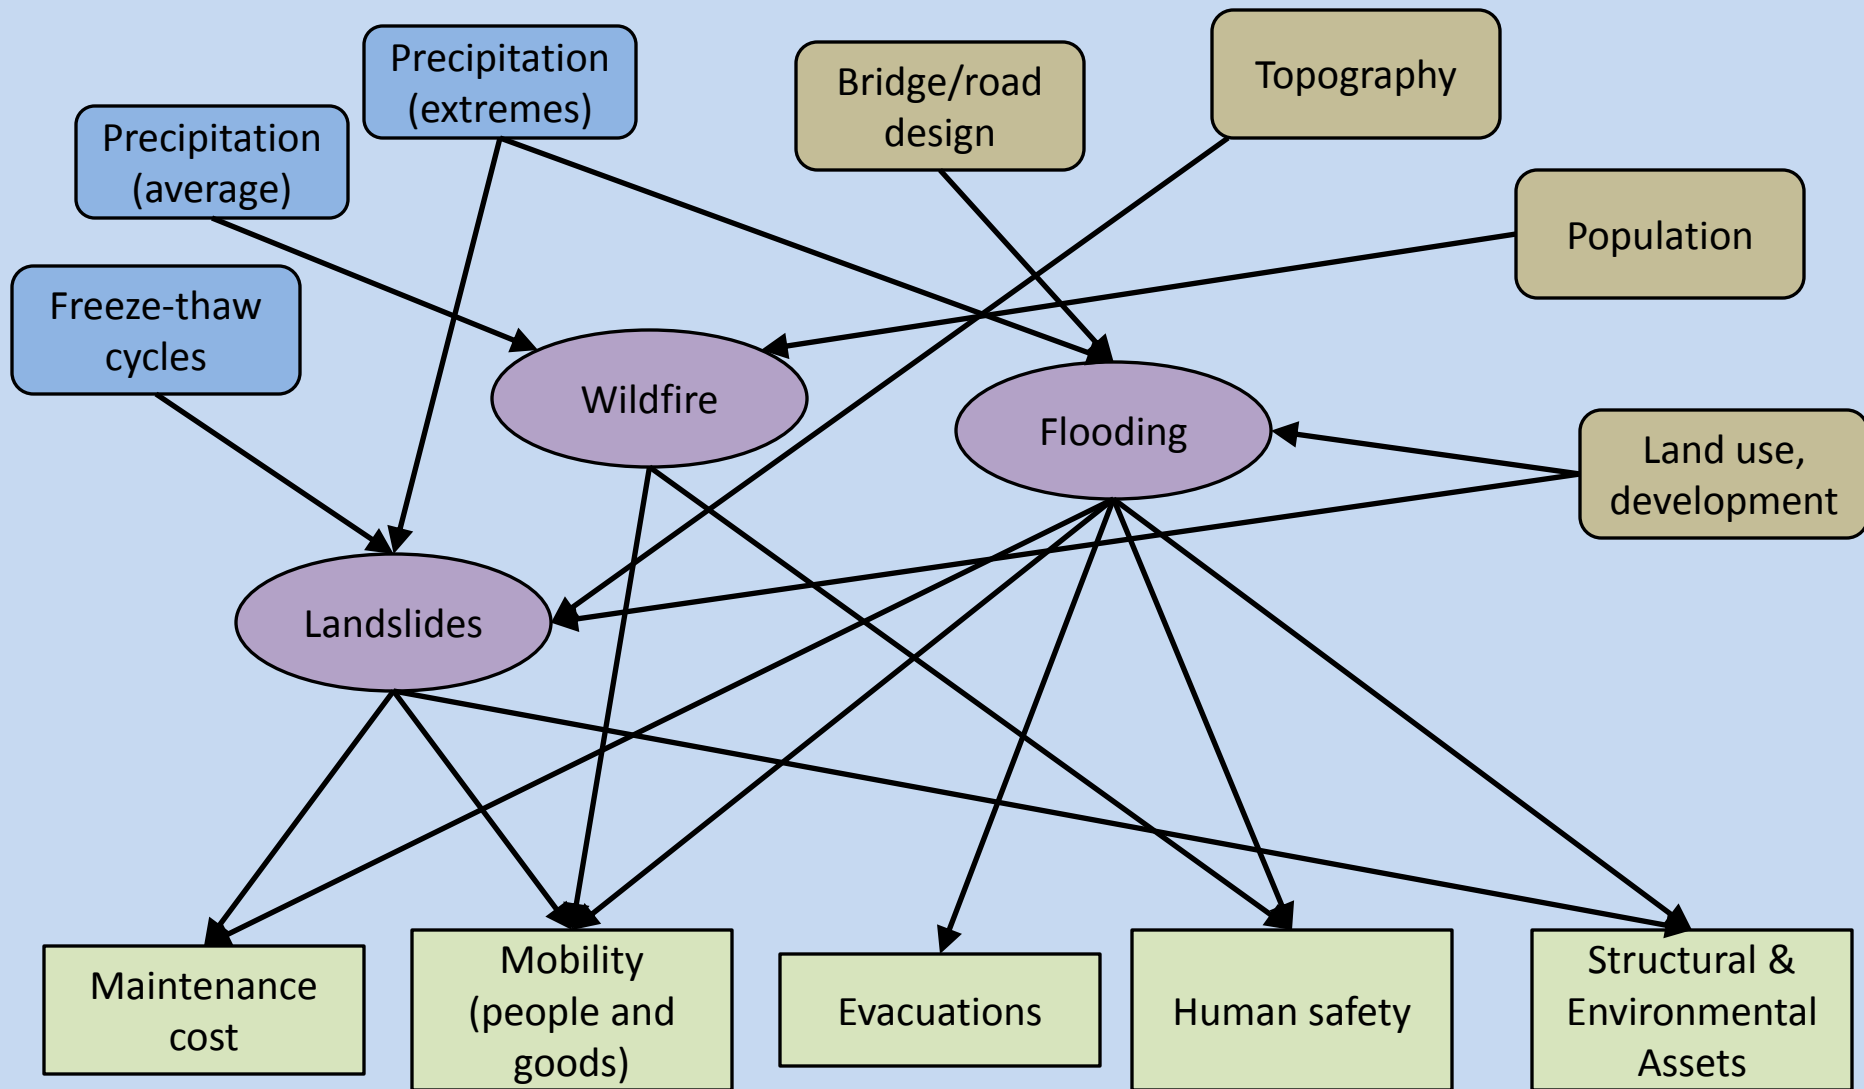 Precipitation
(extremes)
Bridge/road
design
Topography
Precipitation
(average)
Population
Freeze-thaw
cycles
Wildfire
Flooding
Land use,
development
Landslides
Maintenance
cost
Mobility
(people and
goods)
Evacuations
Human safety
Structural &
Environmental
Assets